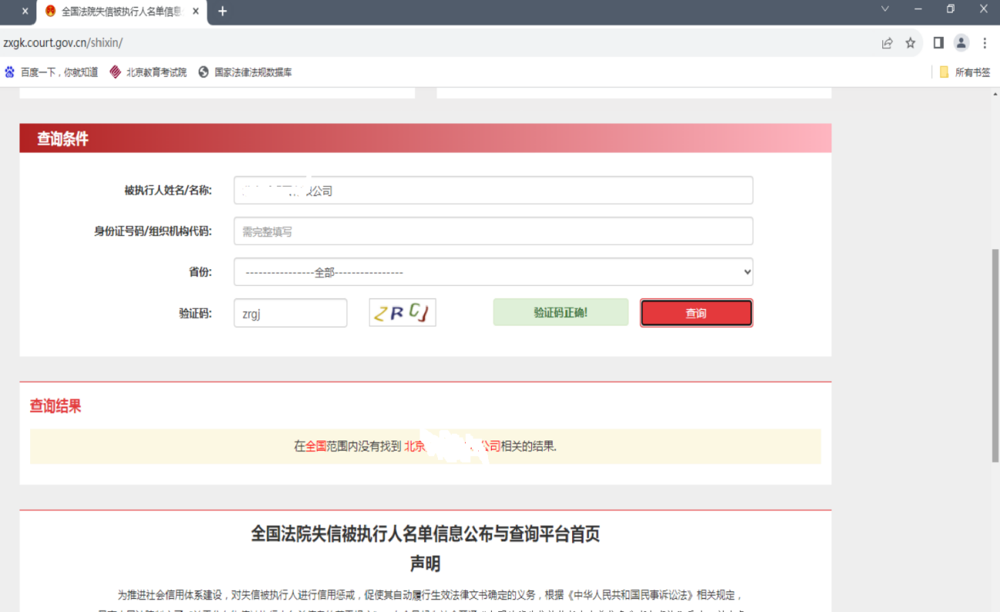 全国法院失信被执行人名单信息
zxgk.court.gov.cn/shixin/
百度一下，你就知道 北京教育考试院 国家法律法规数据库 所有书签
查询条件
被执行人姓名/名称: 公司
身份证号码/组织机构代码: 需完整填写
省份: ----------------全部----------------
验证码: zrgj ZRGJ 验证码正确! 查询
查询结果
在全国范围内没有找到 北京 公司相关的结果.
全国法院失信被执行人名单信息公布与查询平台首页
声明
为推进社会信用体系建设，对失信被执行人进行信用惩戒，促使其自动履行生效法律文书确定的义务，根据《中华人民共和国民事诉讼法》相关规定，